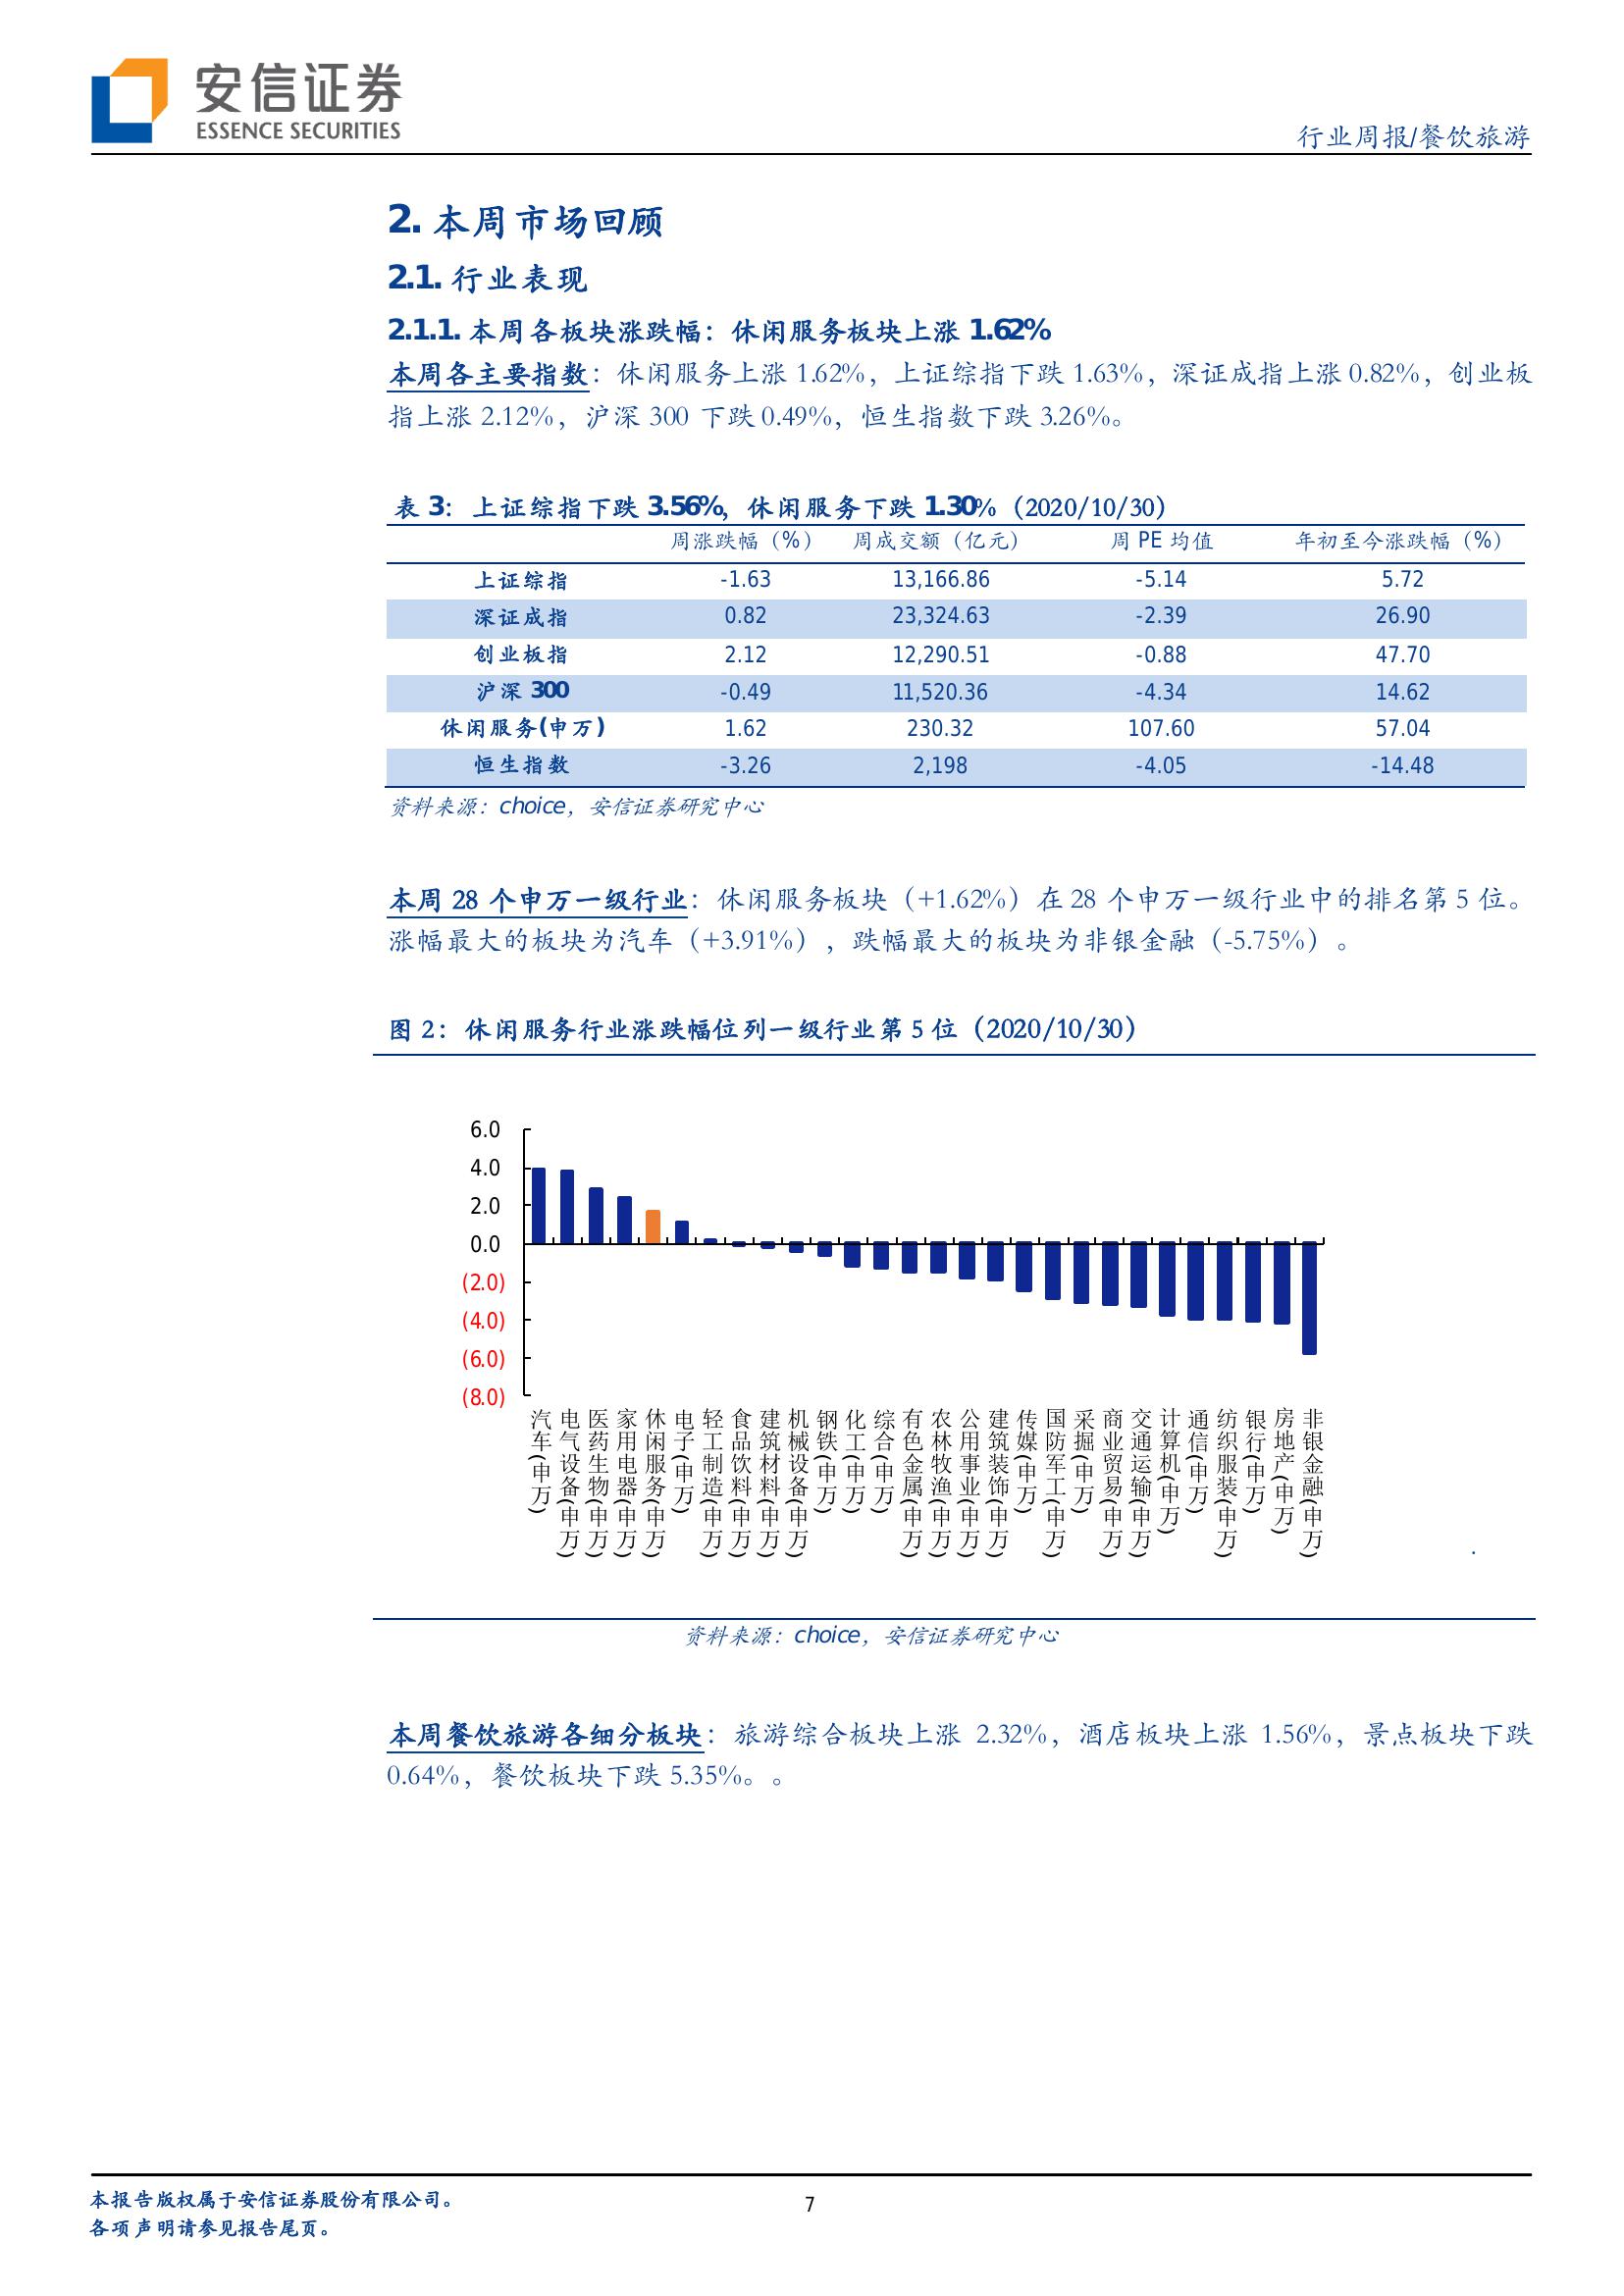 安信证券
ESSENCE SECURITIES
行业周报/餐饮旅游
2. 本周市场回顾
2.1. 行业表现
2.1.1. 本周各板块涨跌幅：休闲服务板块上涨 1.62%
本周各主要指数：休闲服务上涨 1.62%，上证综指下跌 1.63%，深证成指上涨 0.82%，创业板
指上涨 2.12%，沪深 300 下跌 0.49%，恒生指数下跌 3.26%。
表 3：上证综指下跌 3.56%，休闲服务下跌 1.30%（2020/10/30）
周涨跌幅（%） 周成交额（亿元） 周 PE 均值 年初至今涨跌幅（%）
上证综指 -1.63 13,166.86 -5.14 5.72
深证成指 0.82 23,324.63 -2.39 26.90
创业板指 2.12 12,290.51 -0.88 47.70
沪深 300 -0.49 11,520.36 -4.34 14.62
休闲服务(申万) 1.62 230.32 107.60 57.04
恒生指数 -3.26 2,198 -4.05 -14.48
资料来源：choice，安信证券研究中心
本周 28 个申万一级行业：休闲服务板块（+1.62%）在 28 个申万一级行业中的排名第 5 位。
涨幅最大的板块为汽车（+3.91%）, 跌幅最大的板块为非银金融（-5.75%）。
图 2：休闲服务行业涨跌幅位列一级行业第 5 位（2020/10/30）
6.0
4.0
2.0
0.0
(2.0)
(4.0)
(6.0)
(8.0)
汽车(申万)
电气设备(申万)
医药生物(申万)
家用电器(申万)
休闲服务(申万)
电子(申万)
轻工制造(申万)
食品饮料(申万)
建筑材料(申万)
机械设备(申万)
钢铁(申万)
化工(申万)
综合(申万)
有色金属(申万)
农林牧渔(申万)
公用事业(申万)
建筑装饰(申万)
传媒(申万)
国防军工(申万)
采掘(申万)
商业贸易(申万)
交通运输(申万)
计算机(申万)
通信(申万)
纺织服装(申万)
银行(申万)
房地产(申万)
非银金融(申万)
资料来源：choice，安信证券研究中心
本周餐饮旅游各细分板块：旅游综合板块上涨 2.32%，酒店板块上涨 1.56%，景点板块下跌
0.64%，餐饮板块下跌 5.35%。。
本报告版权属于安信证券股份有限公司。
7
各项声明请参见报告尾页。